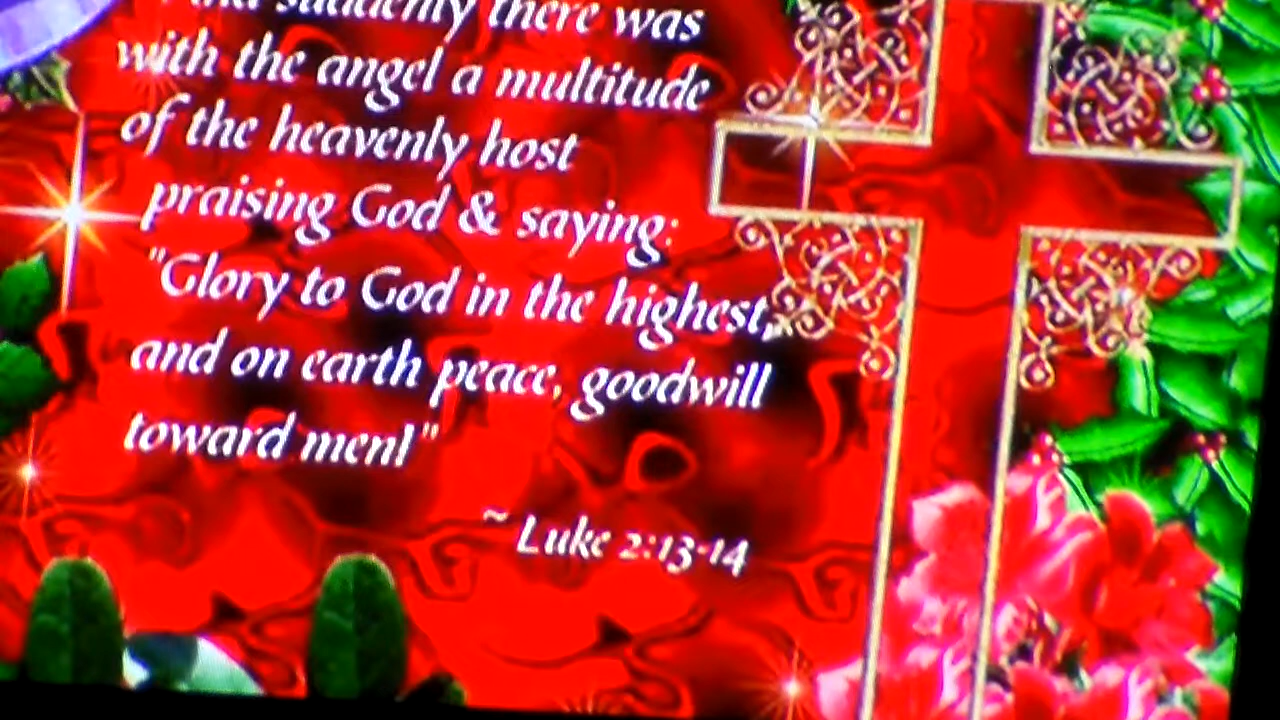 And suddenly there was
with the angel a multitude
of the heavenly host
praising God & saying:
"Glory to God in the highest,
and on earth peace, goodwill
toward men!"
~ Luke 2:13-14